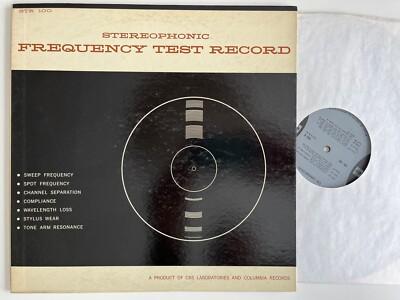 STR 100
STEREOPHONIC
FREQUENCY TEST RECORD
• SWEEP FREQUENCY
• SPOT FREQUENCY
• CHANNEL SEPARATION
• COMPLIANCE
• WAVELENGTH LOSS
• STYLUS WEAR
• TONE ARM RESONANCE
A PRODUCT OF CBS LABORATORIES AND COLUMBIA RECORDS